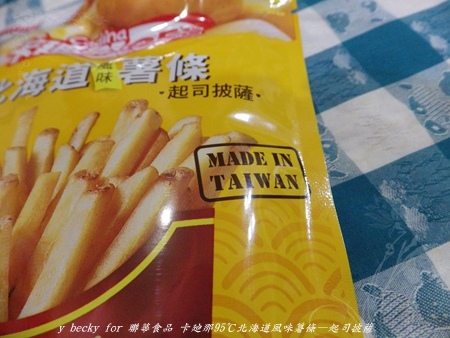 北海道風味薯條
·起司披薩·
MADE IN
TAIWAN
y becky for 聯華食品 卡迪那95℃北海道風味薯條—起司披薩